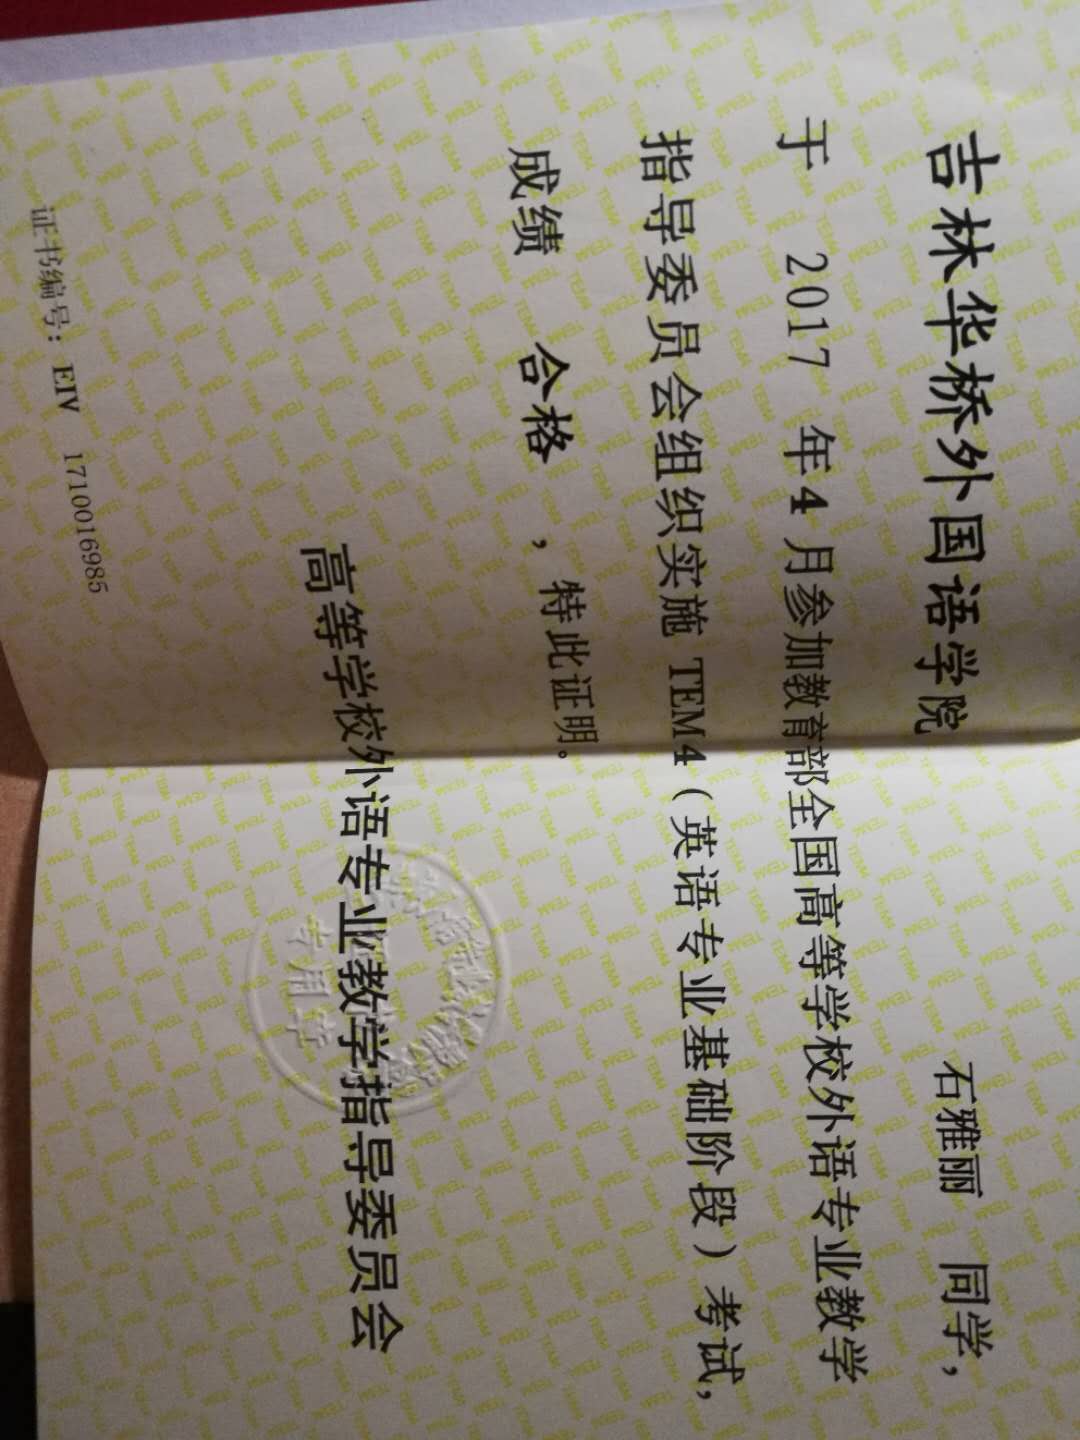 吉林华桥外国语学院 石雅丽 同学，
于 2017 年4月参加教育部全国高等学校外语专业教学
指导委员会组织实施 TEM4（英语专业基础阶段）考试，
成绩 合格 ，特此证明。
高等学校外语专业教学指导委员会
专用章
证书编号：EIV 1710016985